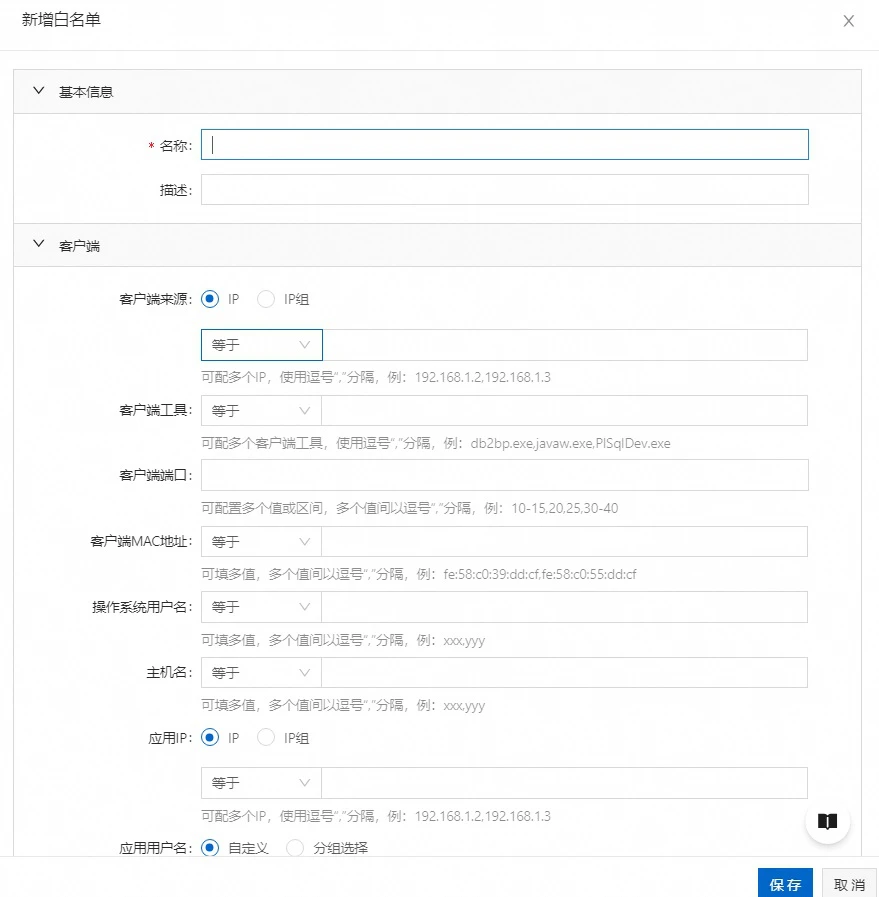 新增白名单
基本信息
* 名称:
描述:
客户端
客户端来源: IP IP组
等于
可配多个IP，使用逗号","分隔，例：192.168.1.2,192.168.1.3
客户端工具: 等于
可配多个客户端工具，使用逗号","分隔，例：db2bp.exe,javaw.exe,PlSqlDev.exe
客户端端口:
可配置多个值或区间，多个值间以逗号","分隔，例：10-15,20,25,30-40
客户端MAC地址: 等于
可填多值，多个值间以逗号","分隔，例：fe:58:c0:39:dd:cf,fe:58:c0:55:dd:cf
操作系统用户名: 等于
可填多值，多个值间以逗号","分隔，例：xxx,yyy
主机名: 等于
可填多值，多个值间以逗号","分隔，例：xxx,yyy
应用IP: IP IP组
等于
可配多个IP，使用逗号","分隔，例：192.168.1.2,192.168.1.3
应用用户名: 自定义 分组选择
保存 取消